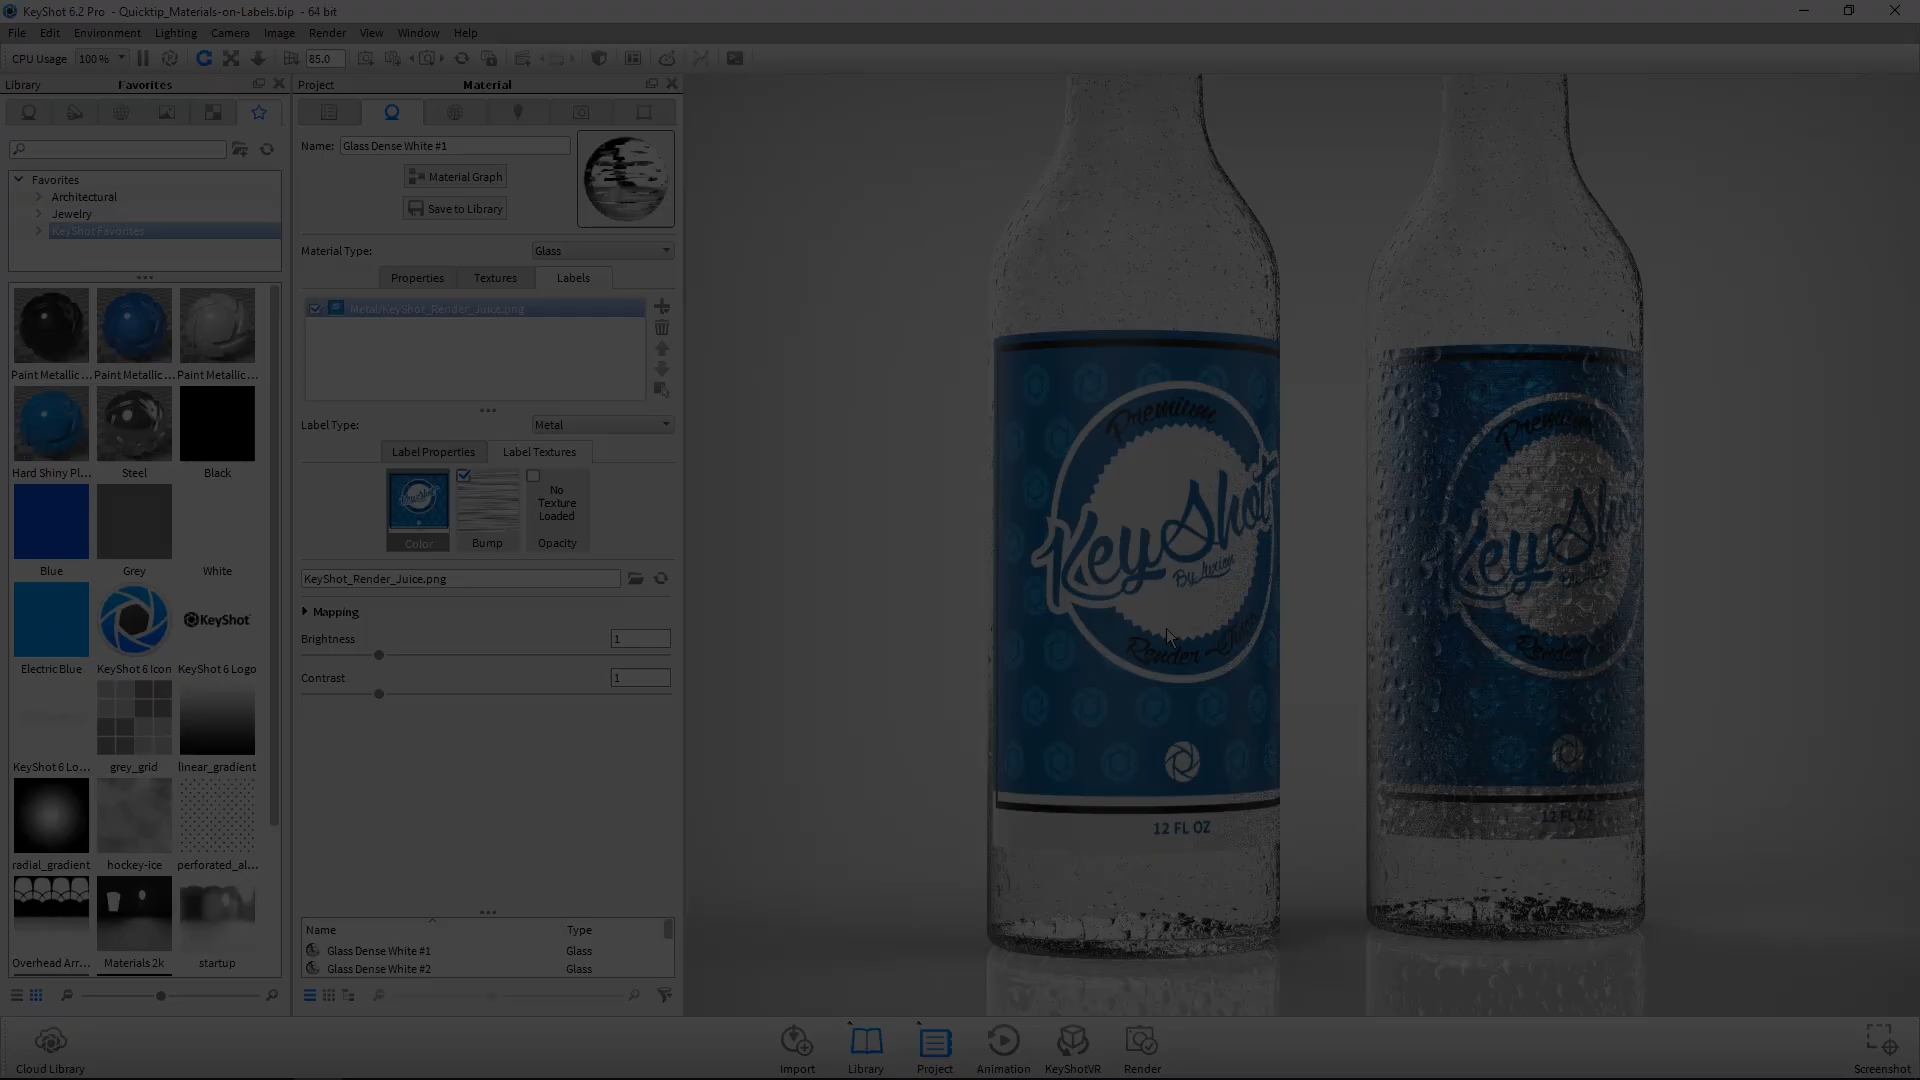 KeyShot 6.2 Pro - Quicktip_Materials-on-Labels.bip - 64 bit
File Edit Environment Lighting Camera Image Render View Window Help
CPU Usage 100 % 85.0
Library Favorites
Project Material
Name: Glass Dense White #1
Material Graph
Save to Library
Favorites
Architectural
Jewelry
KeyShot Favorites
Material Type: Glass
Properties Textures Labels
Metal/KeyShot_Render_Juice.png
Label Type: Metal
Label Properties Label Textures
No
Texture
Loaded
Color Bump Opacity
KeyShot_Render_Juice.png
Mapping
Brightness 1
Contrast 1
Paint Metallic ... Paint Metallic ... Paint Metallic ...
Hard Shiny Pl... Steel Black
Blue Grey White
KeyShot
Electric Blue KeyShot 6 Icon KeyShot 6 Logo
KeyShot 6 Lo... grey_grid linear_gradient
radial_gradient hockey-ice perforated_al...
Overhead Arr... Materials 2k startup
Name Type
Glass Dense White #1 Glass
Glass Dense White #2 Glass
Premium
KeyShot
By Luxion
Render Juice
12 FL OZ
Premium
KeyShot
Render
12 FL OZ
Cloud Library
Import Library Project Animation KeyShotVR Render
Screenshot